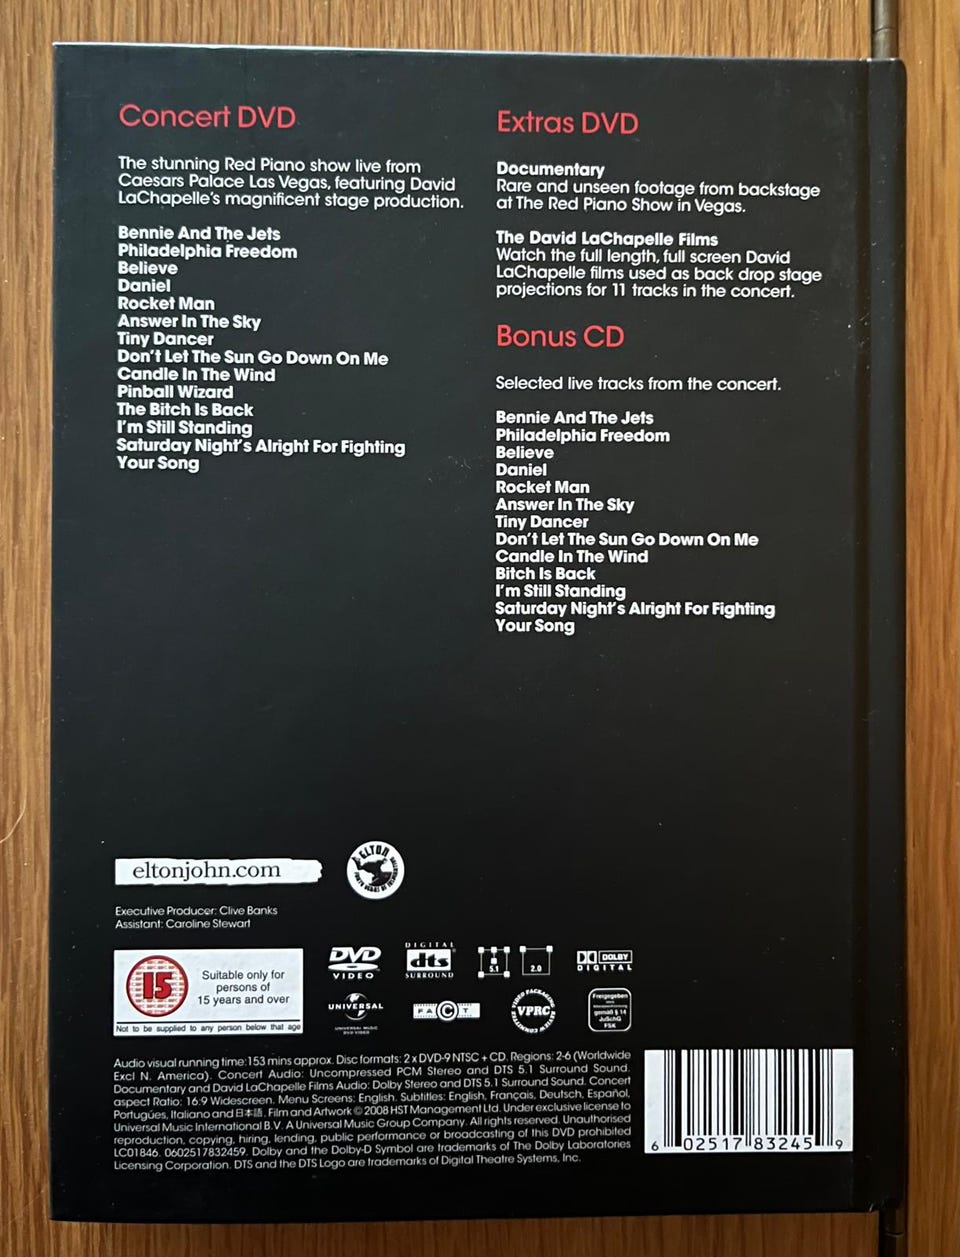 Concert DVD
The stunning Red Piano show live from
Caesars Palace Las Vegas, featuring David
LaChapelle's magnificent stage production.
Bennie And The Jets
Philadelphia Freedom
Believe
Daniel
Rocket Man
Answer In The Sky
Tiny Dancer
Don't Let The Sun Go Down On Me
Candle In The Wind
Pinball Wizard
The Bitch Is Back
I'm Still Standing
Saturday Night's Alright For Fighting
Your Song
Extras DVD
Documentary
Rare and unseen footage from backstage
at The Red Piano Show in Vegas.
The David LaChapelle Films
Watch the full length, full screen David
LaChapelle films used as back drop stage
projections for 11 tracks in the concert.
Bonus CD
Selected live tracks from the concert.
Bennie And The Jets
Philadelphia Freedom
Believe
Daniel
Rocket Man
Answer In The Sky
Tiny Dancer
Don't Let The Sun Go Down On Me
Candle In The Wind
Bitch Is Back
I'm Still Standing
Saturday Night's Alright For Fighting
Your Song
eltonjohn.com
ELTON
Executive Producer: Clive Banks
Assistant: Caroline Stewart
15
Suitable only for
persons of
15 years and over
Not to be supplied to any person below that age
DVD
VIDEO
DIGITAL
dts
SURROUND
5.1
2.0
DOLBY
DIGITAL
UNIVERSAL
UNIVERSAL MUSIC
DVD VIDEO
FACT
VIDEO PACKAGING
VPRC
REVIEW COMMITTEE
Freigegeben
gemäß § 14
JuSchG
FSK
Audio visual running time: 153 mins approx. Disc formats: 2 x DVD-9 NTSC + CD. Regions: 2-6 (Worldwide
Excl N. America). Concert Audio: Uncompressed PCM Stereo and DTS 5.1 Surround Sound.
Documentary and David LaChapelle Films Audio: Dolby Stereo and DTS 5.1 Surround Sound. Concert
aspect Ratio: 16:9 Widescreen. Menu Screens: English. Subtitles: English, Français, Deutsch, Español,
Portugües, Italiano and 日本語. Film and Artwork © 2008 HST Management Ltd. Under exclusive license to
Universal Music International B.V. A Universal Music Group Company. All rights reserved. Unauthorised
reproduction, copying, hiring, lending, public performance or broadcasting of this DVD prohibited
LC01846. 0602517832459. Dolby and the Dolby-D Symbol are trademarks of The Dolby Laboratories
Licensing Corporation. DTS and the DTS Logo are trademarks of Digital Theatre Systems, Inc.
6 02517 83245 9